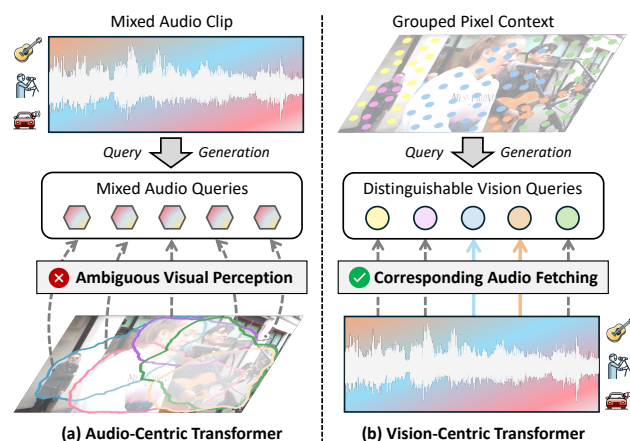 Mixed Audio Clip
Query Generation
Mixed Audio Queries
Ambiguous Visual Perception
(a) Audio-Centric Transformer
Grouped Pixel Context
Query Generation
Distinguishable Vision Queries
Corresponding Audio Fetching
(b) Vision-Centric Transformer